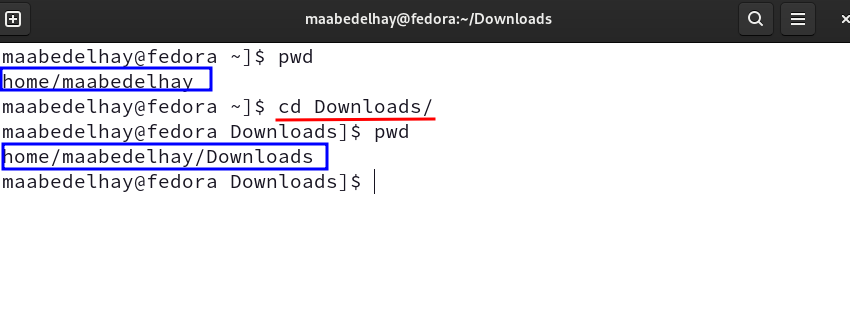 maabedelhay@fedora:~/Downloads
maabedelhay@fedora ~]$ pwd
home/maabedelhay
maabedelhay@fedora ~]$ cd Downloads/
maabedelhay@fedora Downloads]$ pwd
home/maabedelhay/Downloads
maabedelhay@fedora Downloads]$